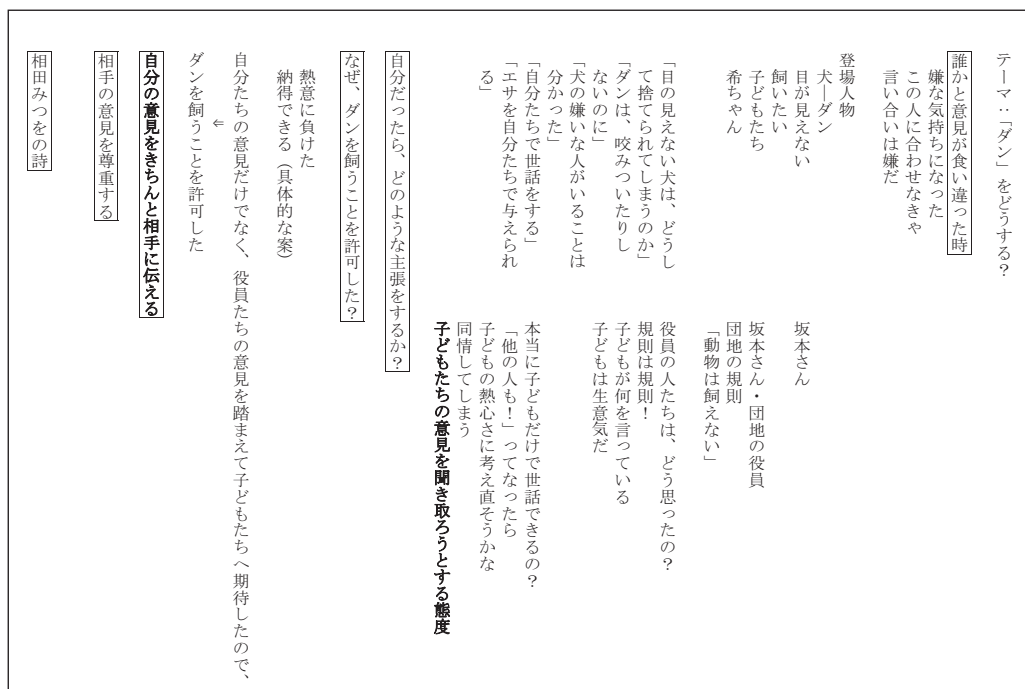 テーマ：「ダン」をどうする？
誰かと意見が食い違った時
嫌な気持ちになった
この人に合わせなきゃ
言い合いは嫌だ
登場人物
犬―ダン
目が見えない
飼いたい
子どもたち
希ちゃん
坂本さん
坂本さん・団地の役員
団地の規則
「動物は飼えない」
「目の見えない犬は、どうし
て捨てられてしまうのか」
「ダンは、咬みついたりし
ないのに」
「犬の嫌いな人がいることは
分かった」
「自分たちで世話をする」
「エサを自分たちで与えられ
る」
役員の人たちは、どう思ったの？
規則は規則！
子どもが何を言っている
子どもは生意気だ
本当に子どもだけで世話できるの？
「他の人も！」ってなったら
子どもの熱心さに考え直そうかな
同情してしまう
子どもたちの意見を聞き取ろうとする態度
自分だったら、どのような主張をするか？
なぜ、ダンを飼うことを許可した？
熱意に負けた
納得できる（具体的な案）
自分たちの意見だけでなく、役員たちの意見を踏まえて子どもたちへ期待したので、
⇐
ダンを飼うことを許可した
自分の意見をきちんと相手に伝える
相手の意見を尊重する
相田みつをの詩